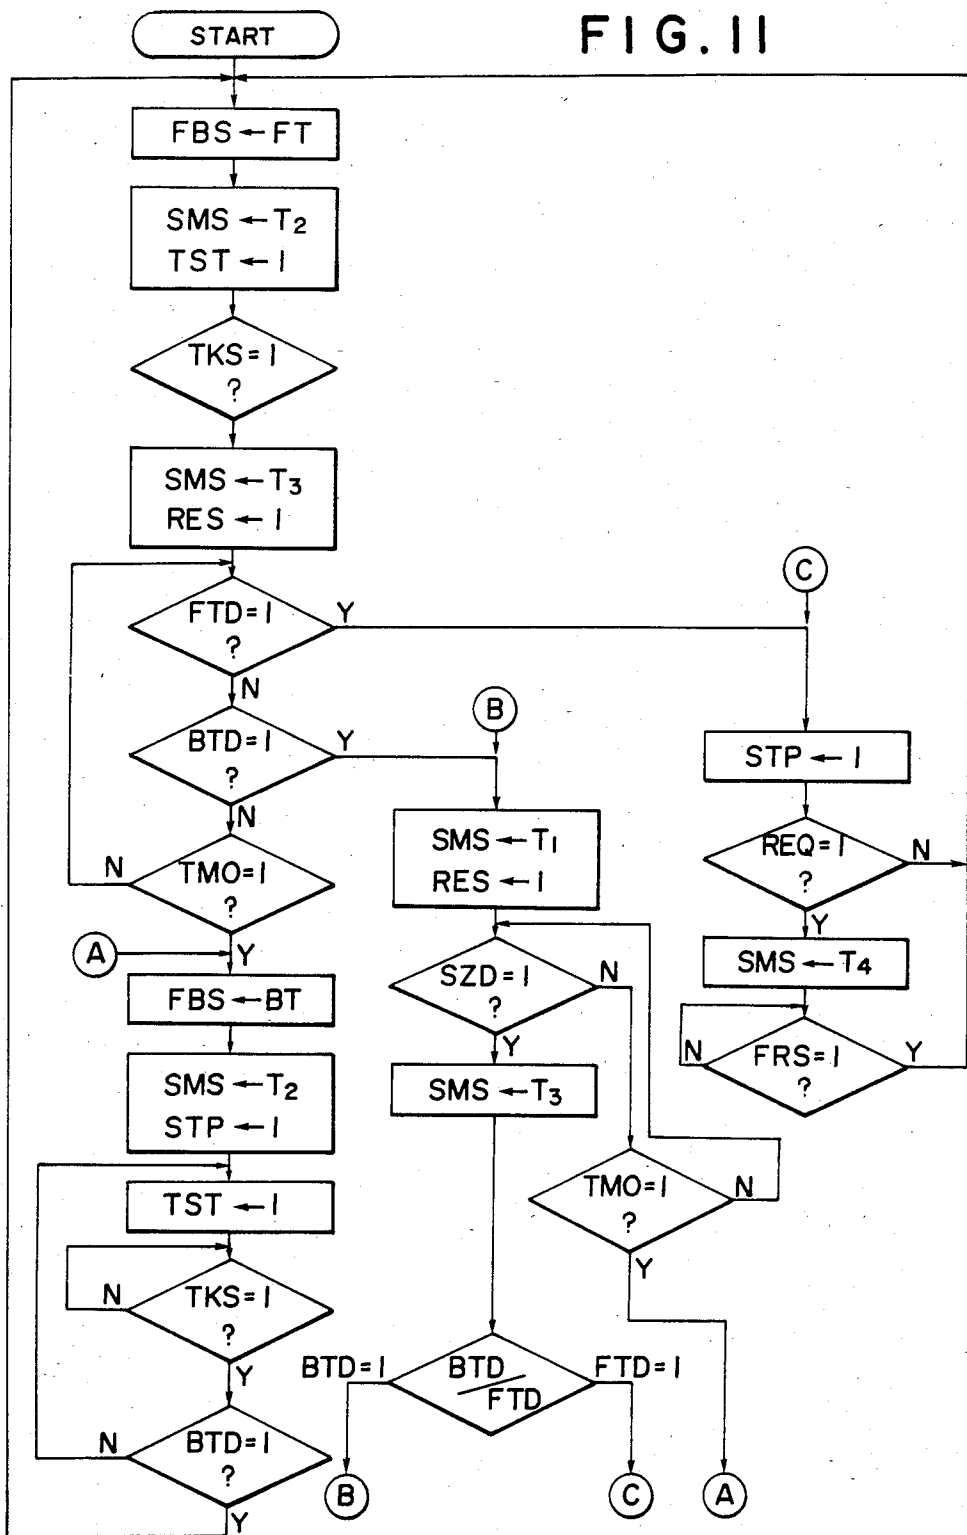 FIG.11
START
FBS ← FT
SMS ← T2
TST ← 1
TKS=1
?
SMS ← T3
RES ← 1
FTD=1
?
Y
N
BTD=1
?
Y
N
TMO=1
?
N
Y
A
FBS ← BT
SMS ← T2
STP ← 1
TST ← 1
TKS=1
?
N
Y
BTD=1
?
N
Y
B
SMS ← T1
RES ← 1
SZD=1
?
N
Y
SMS ← T3
TMO=1
?
N
Y
BTD=1
BTD
FTD
FTD=1
B
C
A
C
STP ← 1
REQ=1
?
N
Y
SMS ← T4
FRS=1
?
N
Y